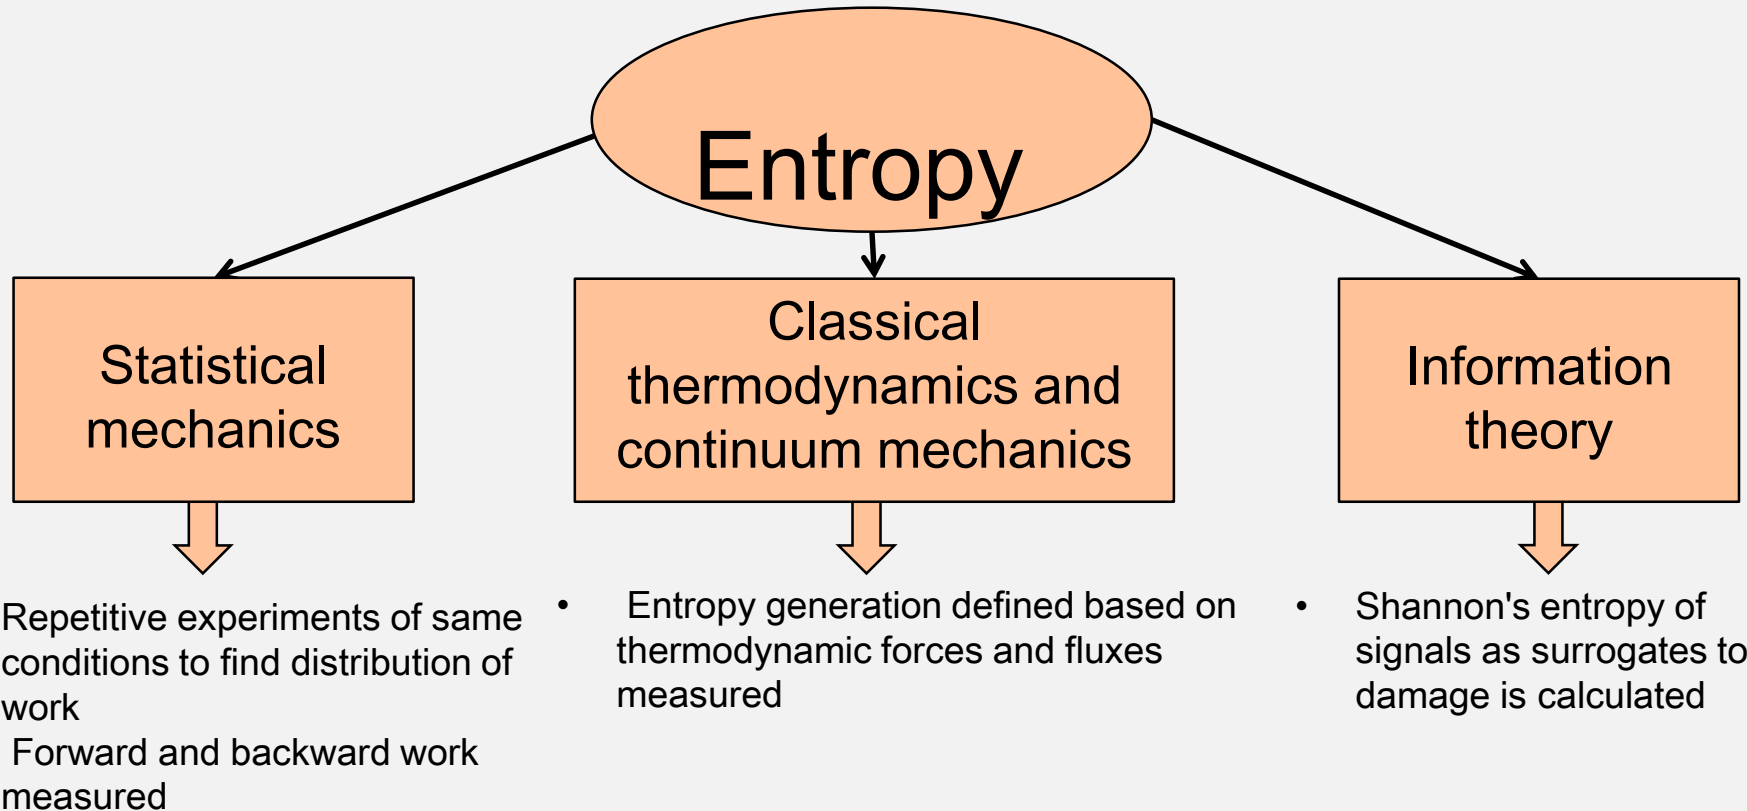 Entropy
Statistical
mechanics
Classical
thermodynamics and
continuum mechanics
Information
theory
Repetitive experiments of same
conditions to find distribution of
work
Forward and backward work
measured
• Entropy generation defined based on
thermodynamic forces and fluxes
measured
• Shannon's entropy of
signals as surrogates to
damage is calculated